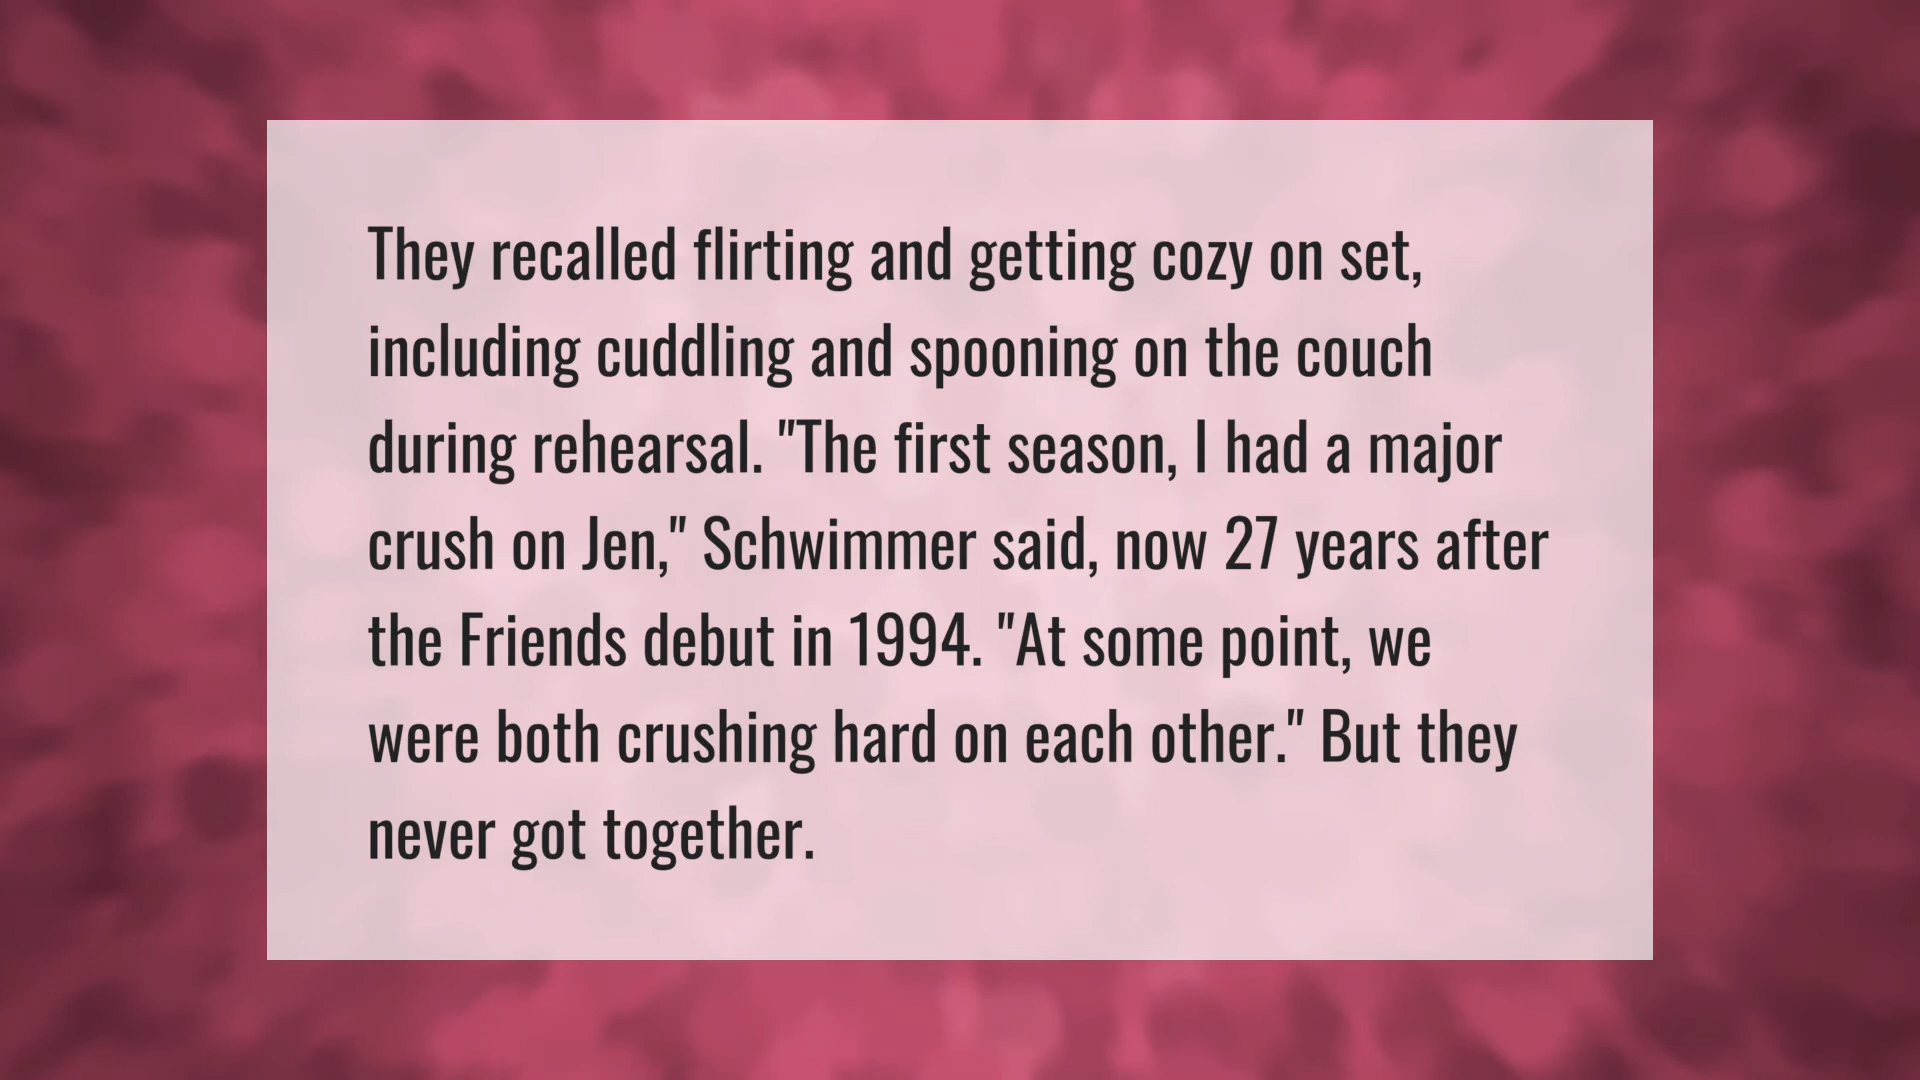 They recalled flirting and getting cozy on set,
including cuddling and spooning on the couch
during rehearsal. "The first season, I had a major
crush on Jen," Schwimmer said, now 27 years after
the Friends debut in 1994. "At some point, we
were both crushing hard on each other." But they
never got together.